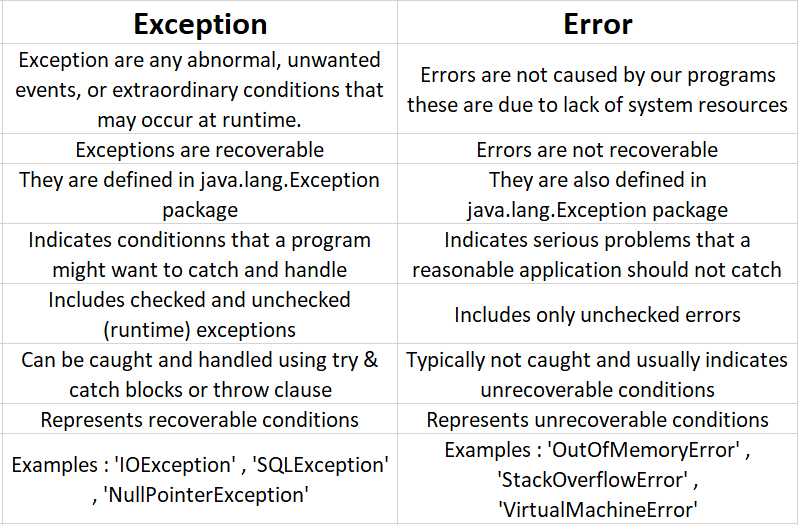 Exception
Error
Exception are any abnormal, unwanted
events, or extraordinary conditions that
may occur at runtime.
Errors are not caused by our programs
these are due to lack of system resources
Exceptions are recoverable
Errors are not recoverable
They are defined in java.lang.Exception
package
They are also defined in
java.lang.Exception package
Indicates conditionns that a program
might want to catch and handle
Indicates serious problems that a
reasonable application should not catch
Includes checked and unchecked
(runtime) exceptions
Includes only unchecked errors
Can be caught and handled using try &
catch blocks or throw clause
Typically not caught and usually indicates
unrecoverable conditions
Represents recoverable conditions
Represents unrecoverable conditions
Examples : 'IOException' , 'SQLException'
, 'NullPointerException'
Examples : 'OutOfMemoryError' ,
'StackOverflowError' ,
'VirtualMachineError'